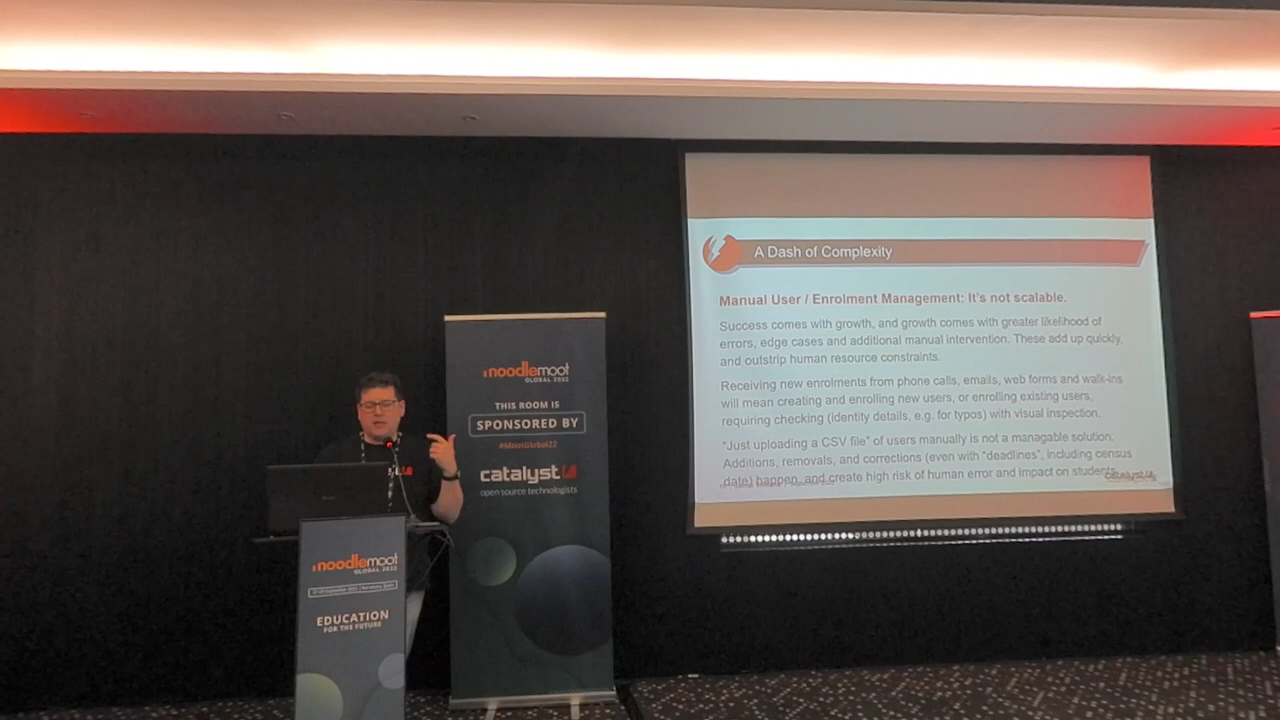 A Dash of Complexity
Manual User / Enrolment Management: It's not scalable.
Success comes with growth, and growth comes with greater likelihood of
errors, edge cases and additional manual intervention. These add up quickly,
and outstrip human resource constraints.
Receiving new enrolments from phone calls, emails, web forms and walk-ins
will mean creating and enrolling new users, or enrolling existing users,
requiring checking (identity details, e.g. for typos) with visual inspection.
"Just uploading a CSV file" of users manually is not a managable solution.
Additions, removals, and corrections (even with "deadlines", including census
date) happen, and create high risk of human error and impact on students.
catalyst
moodlemoot
GLOBAL 2022
THIS ROOM IS
SPONSORED BY
#MootGlobal22
catalyst
open source technologists
moodlemoot
GLOBAL 2022
EDUCATION
FOR THE FUTURE